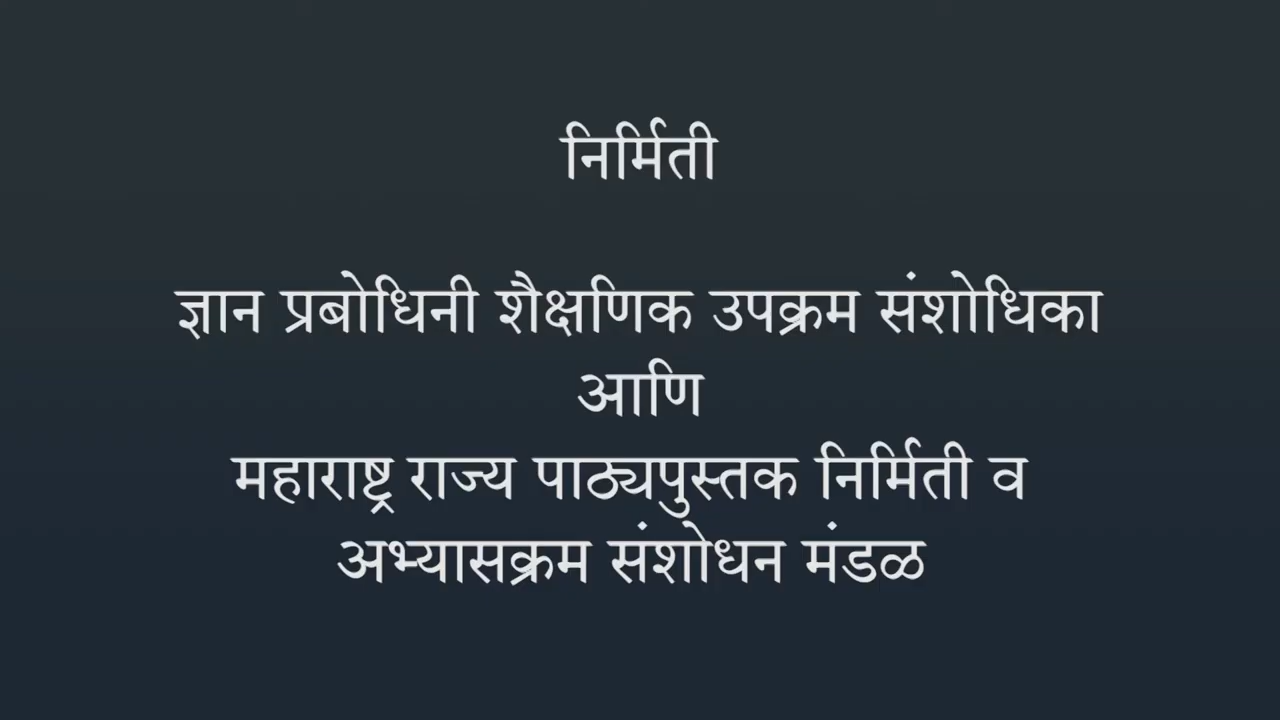 निर्मिती
ज्ञान प्रबोधिनी शैक्षणिक उपक्रम संशोधिका
आणि
महाराष्ट्र राज्य पाठ्यपुस्तक निर्मिती व
अभ्यासक्रम संशोधन मंडळ